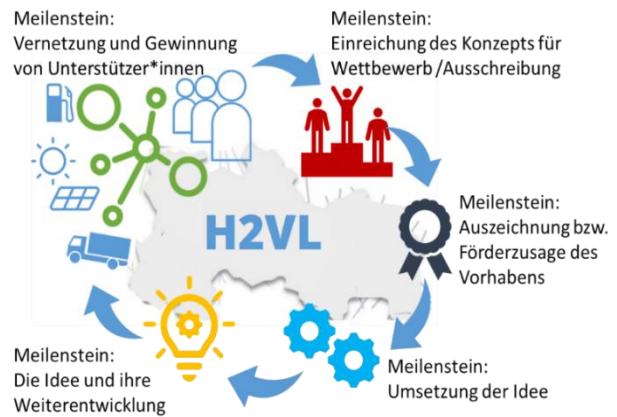 Meilenstein:
Vernetzung und Gewinnung
von Unterstützer*innen
Meilenstein:
Einreichung des Konzepts für
Wettbewerb /Ausschreibung
H2VL
Meilenstein:
Auszeichnung bzw.
Förderzusage des
Vorhabens
Meilenstein:
Umsetzung der Idee
Meilenstein:
Die Idee und ihre
Weiterentwicklung